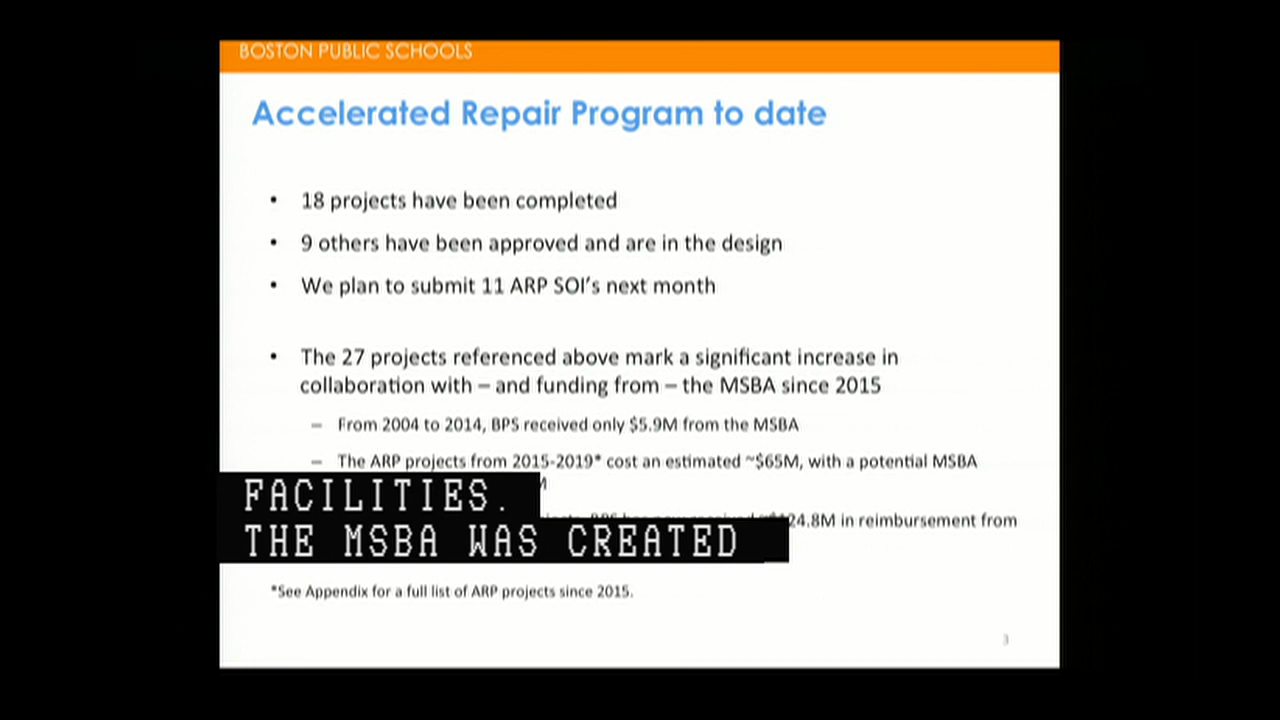 BOSTON PUBLIC SCHOOLS
Accelerated Repair Program to date
• 18 projects have been completed
• 9 others have been approved and are in the design
• We plan to submit 11 ARP SOI's next month
• The 27 projects referenced above mark a significant increase in
collaboration with – and funding from – the MSBA since 2015
– From 2004 to 2014, BPS received only $5.9M from the MSBA
– The ARP projects from 2015-2019* cost an estimated ~$65M, with a potential MSBA
FACILITIES.
in reimbursement from
THE MSBA WAS CREATED
*See Appendix for a full list of ARP projects since 2015.
3